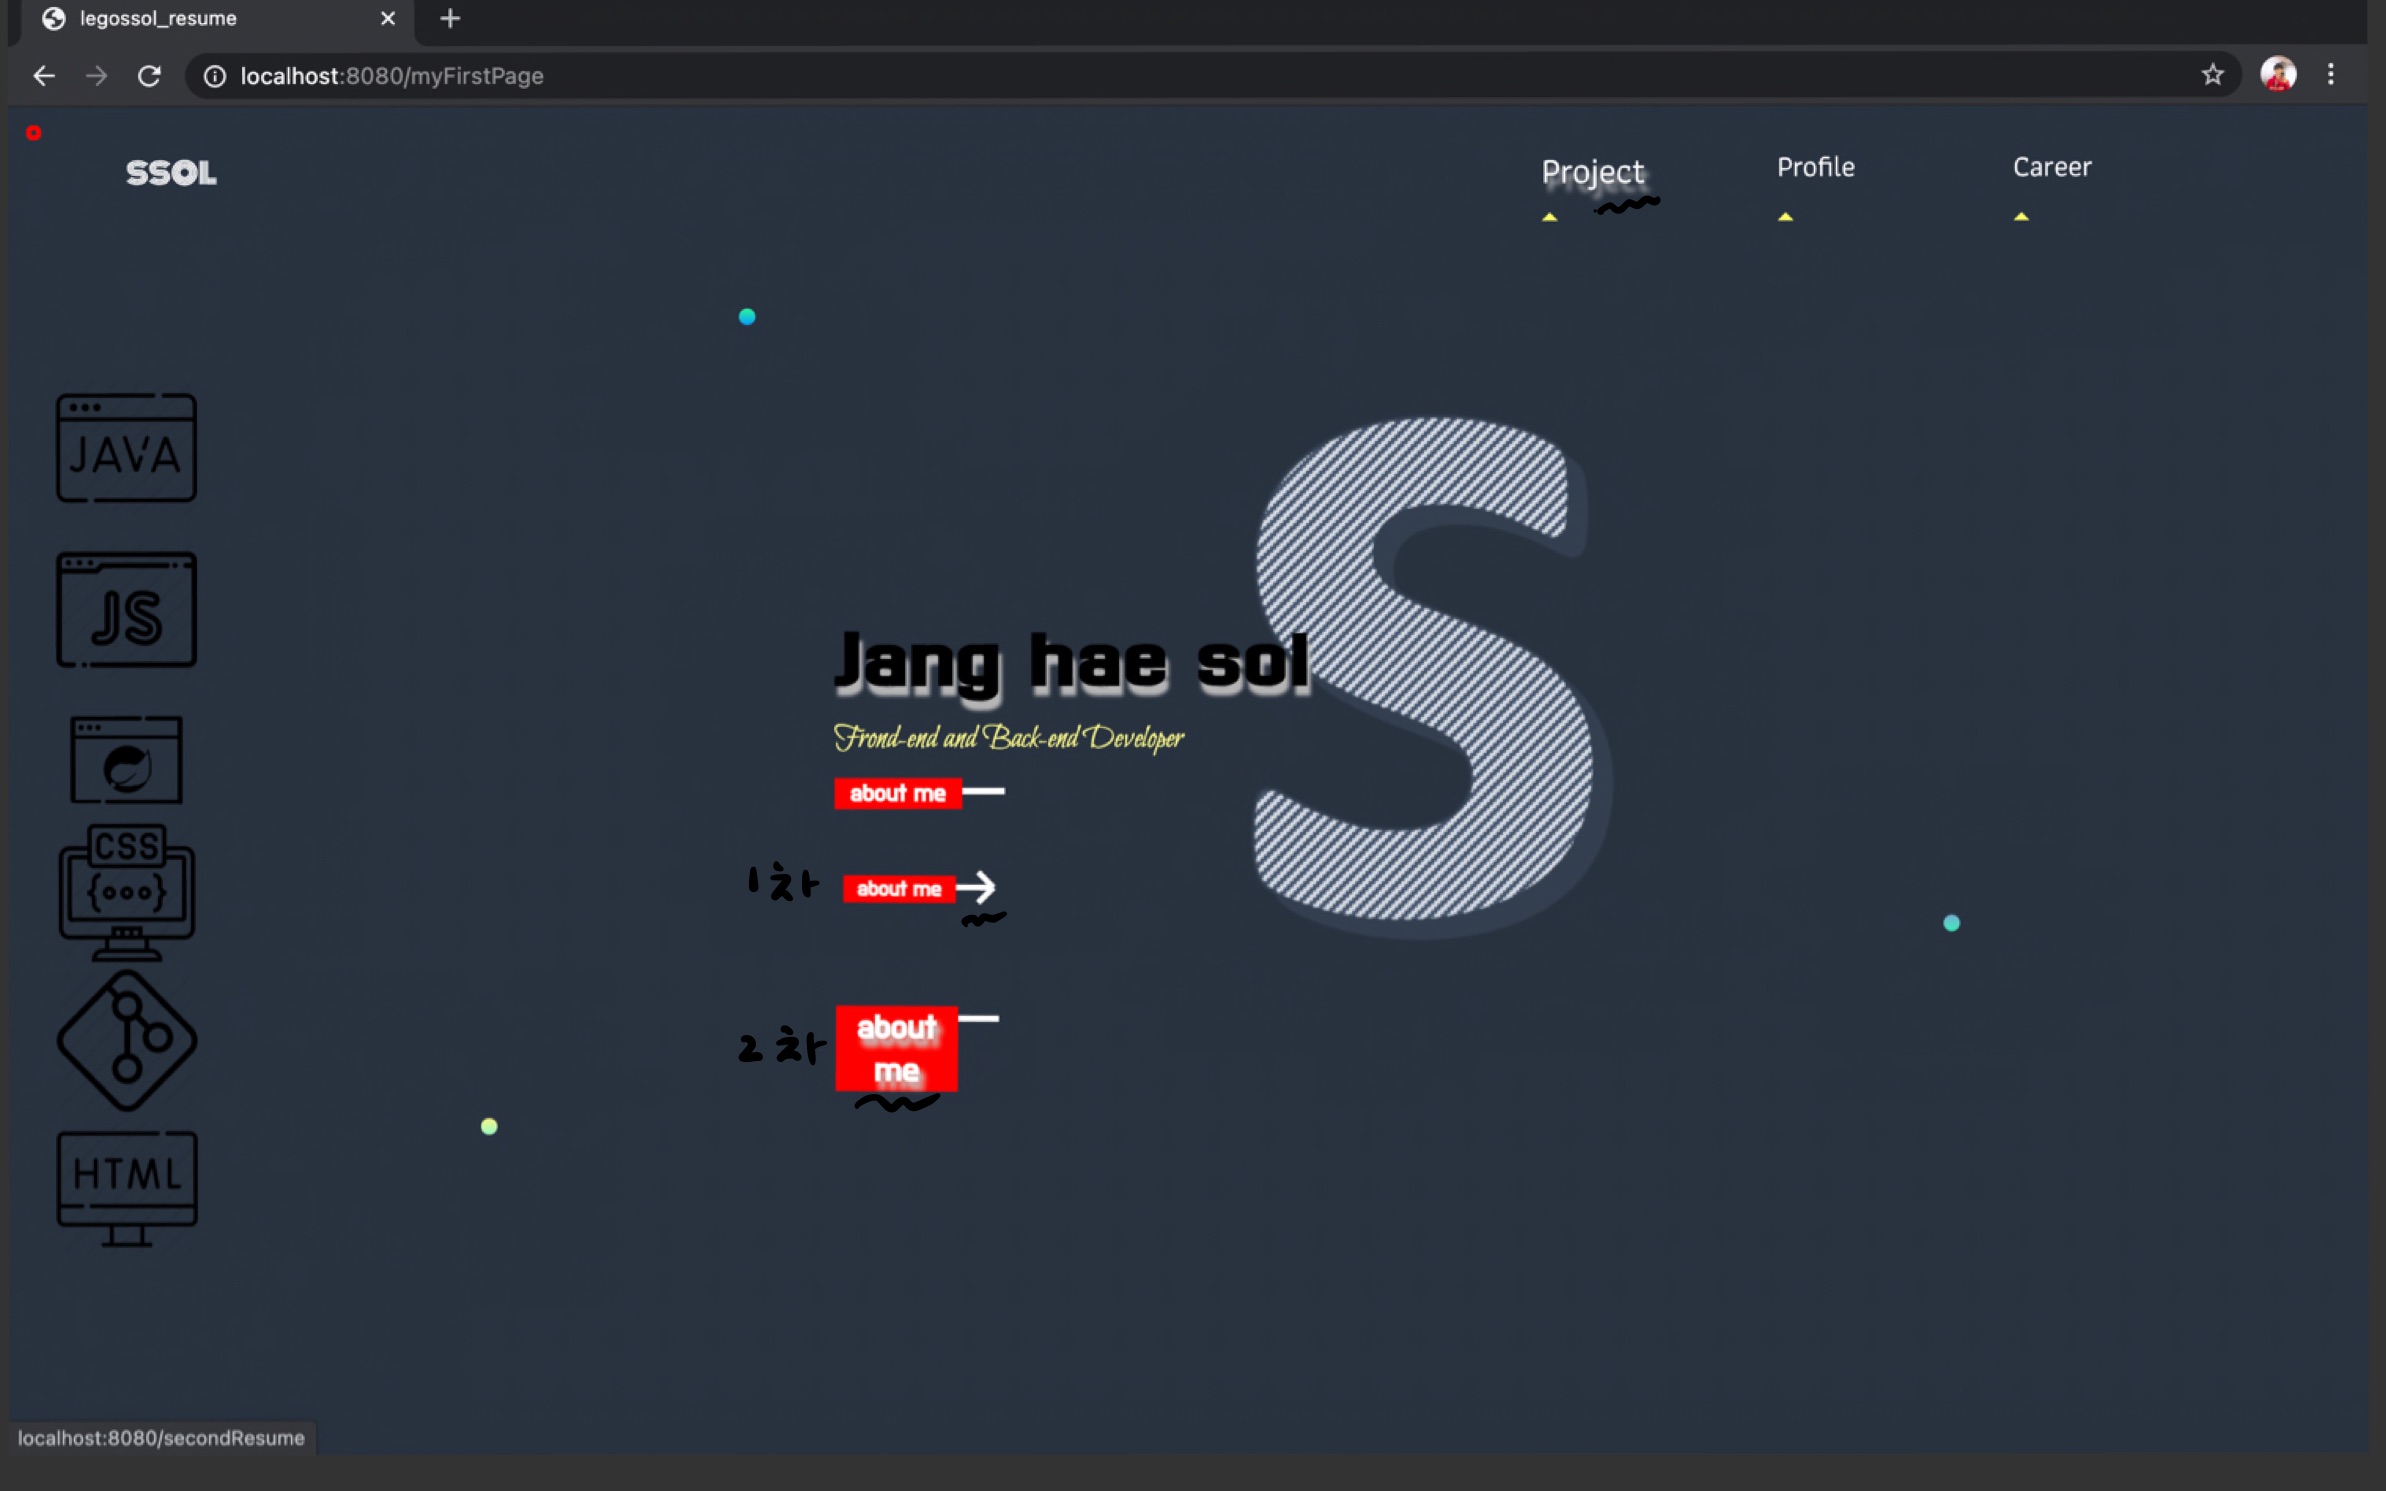 legossol_resume
localhost:8080/myFirstPage
SSOL
Project
Profile
Career
JAVA
JS
CSS
{...}
HTML
S
Jang hae sol
Frond-end and Back-end Developer
about me
1차 about me
2차 about
me
localhost:8080/secondResume